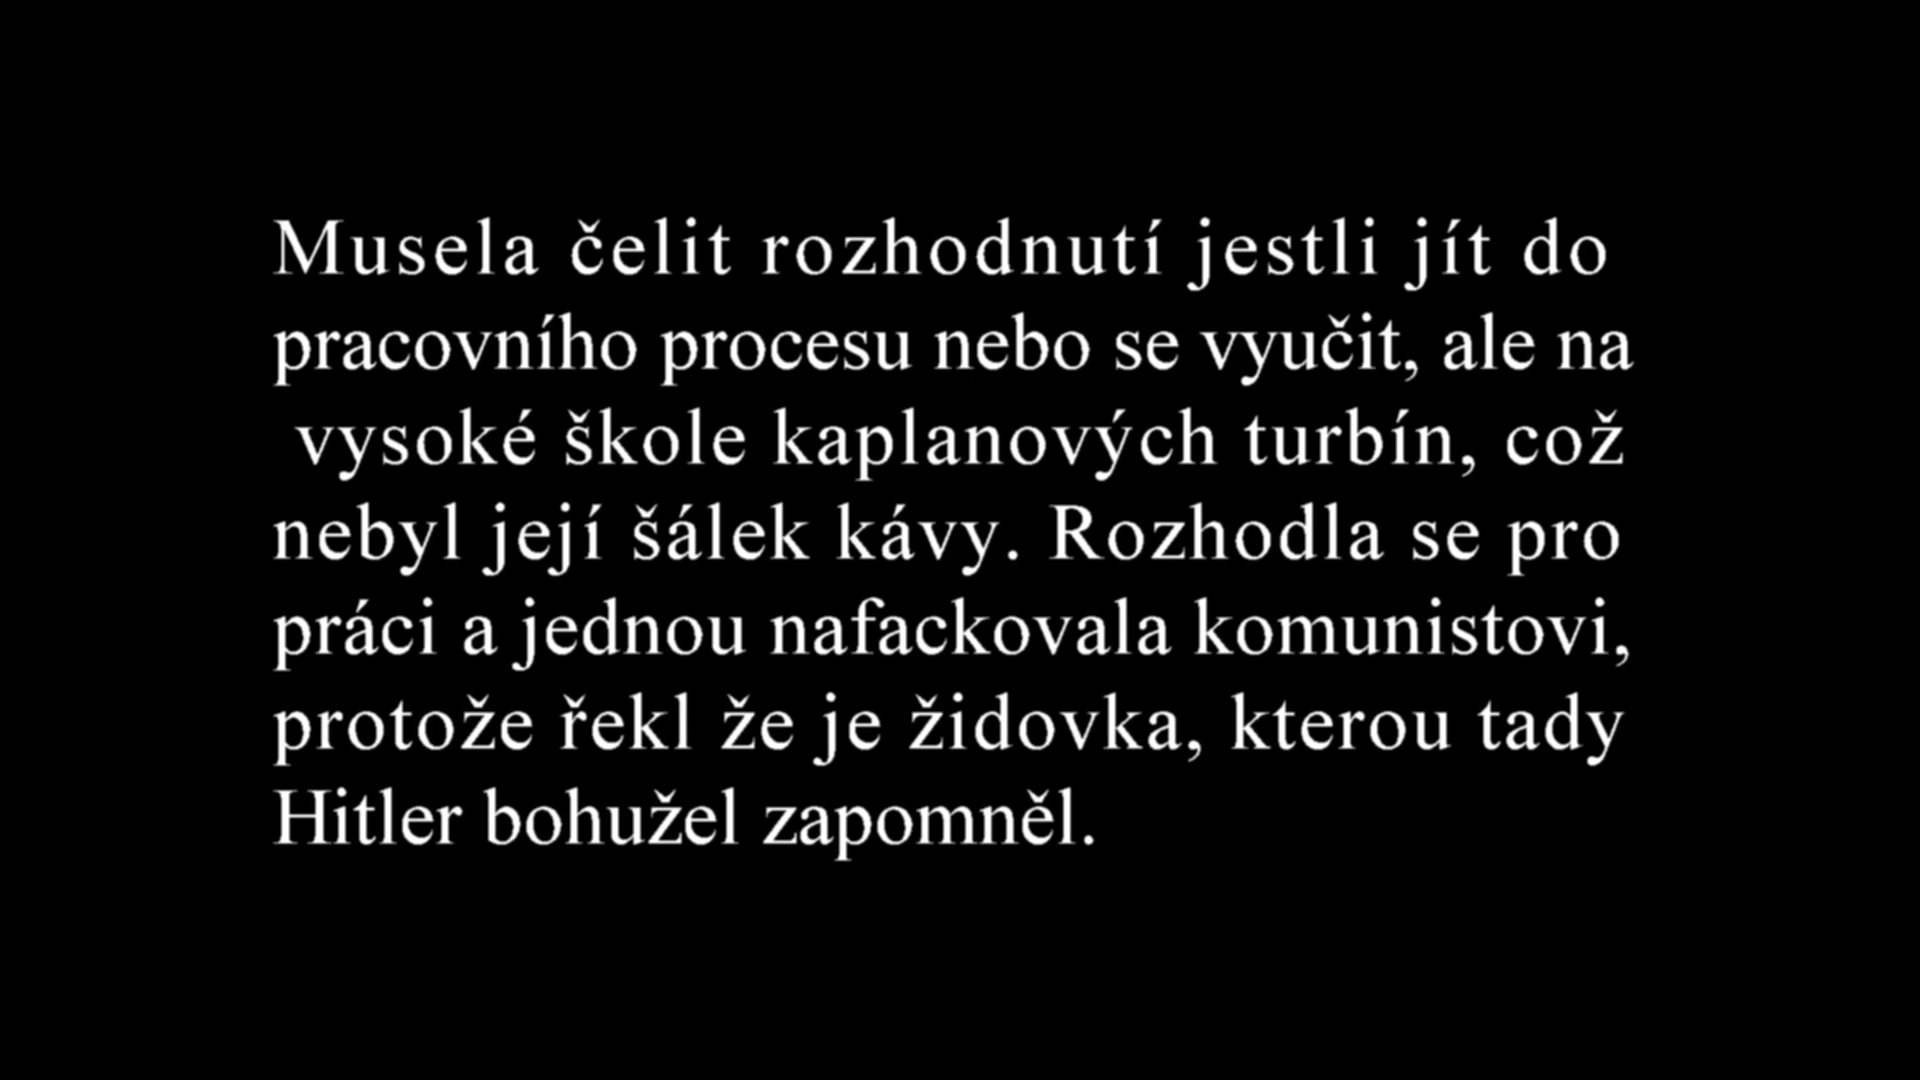 Musela čelit rozhodnutí jestli jít do
pracovního procesu nebo se vyučit, ale na
vysoké škole kaplanových turbín, což
nebyl její šálek kávy. Rozhodla se pro
práci a jednou nafackovala komunistovi,
protože řekl že je židovka, kterou tady
Hitler bohužel zapomněl.